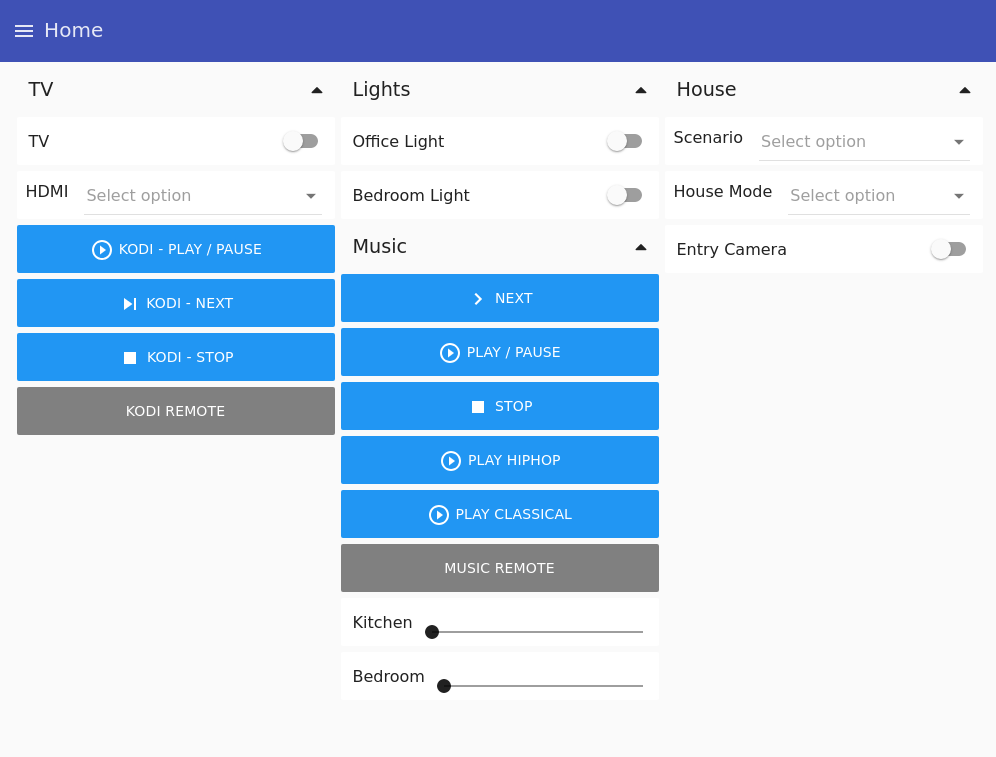 Home
TV
TV
HDMI Select option
KODI - PLAY / PAUSE
KODI - NEXT
KODI - STOP
KODI REMOTE
Lights
Office Light
Bedroom Light
Music
NEXT
PLAY / PAUSE
STOP
PLAY HIPHOP
PLAY CLASSICAL
MUSIC REMOTE
Kitchen
Bedroom
House
Scenario Select option
House Mode Select option
Entry Camera